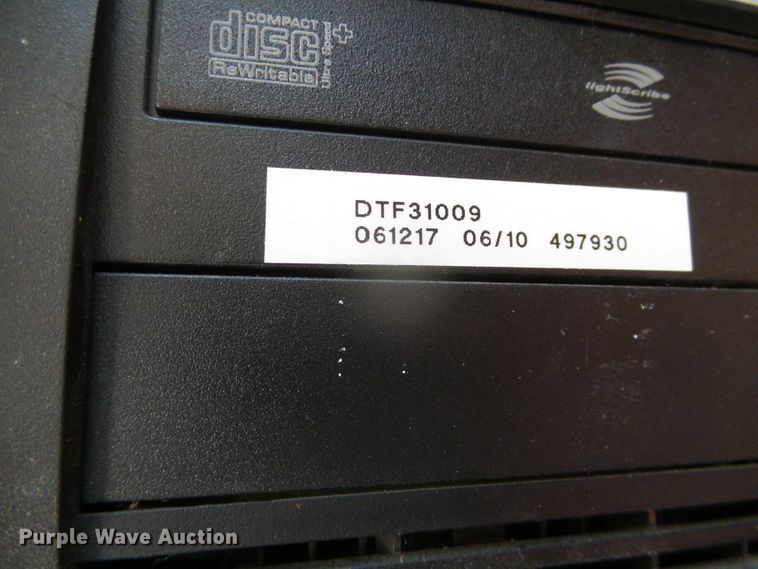 COMPACT
disc
ReWritable
Ultra Speed +
lightScribe
DTF31009
061217 06/10 497930
Purple Wave Auction